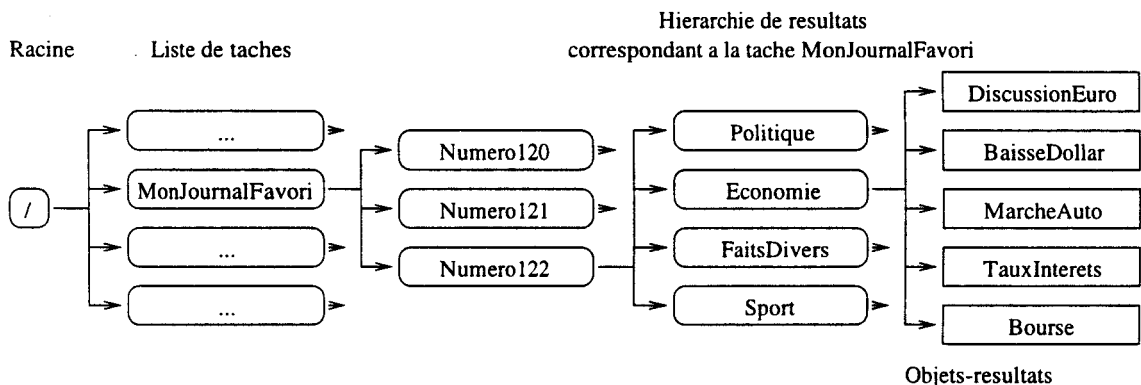 Hierarchie de resultats
Racine Liste de taches correspondant a la tache MonJournalFavori
DiscussionEuro
... Politique
Numero120 BaisseDollar
/ MonJournalFavori Economie
Numero121 MarcheAuto
... FaitsDivers
Numero122 TauxInterets
... Sport
Bourse
Objets-resultats